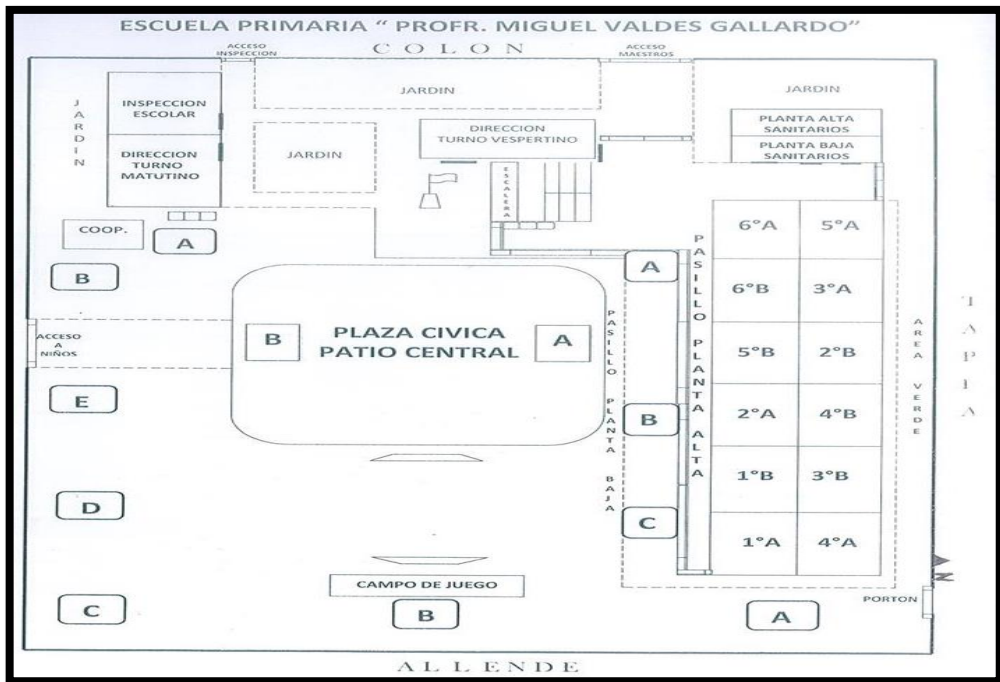 ESCUELA PRIMARIA “ PROFR. MIGUEL VALDES GALLARDO”
ACCESO
INSPECCION
COLON
ACCESO
MAESTROS
JARDIN
INSPECCION
ESCOLAR
DIRECCION
TURNO
MATUTINO
JARDIN
JARDIN
DIRECCION
TURNO VESPERTINO
ESCALERA
JARDIN
PLANTA ALTA
SANITARIOS
PLANTA BAJA
SANITARIOS
COOP.
A
B
ACCESO
A
NIÑOS
E
D
C
B
PLAZA CIVICA
PATIO CENTRAL
A
PASILLO PLANTA BAJA
A
B
C
PASILLO PLANTA ALTA
6°A 5°A
6°B 3°A
5°B 2°B
2°A 4°B
1°B 3°B
1°A 4°A
AREA VERDE
TAPIA
N
CAMPO DE JUEGO
B
A
PORTON
ALLENDE